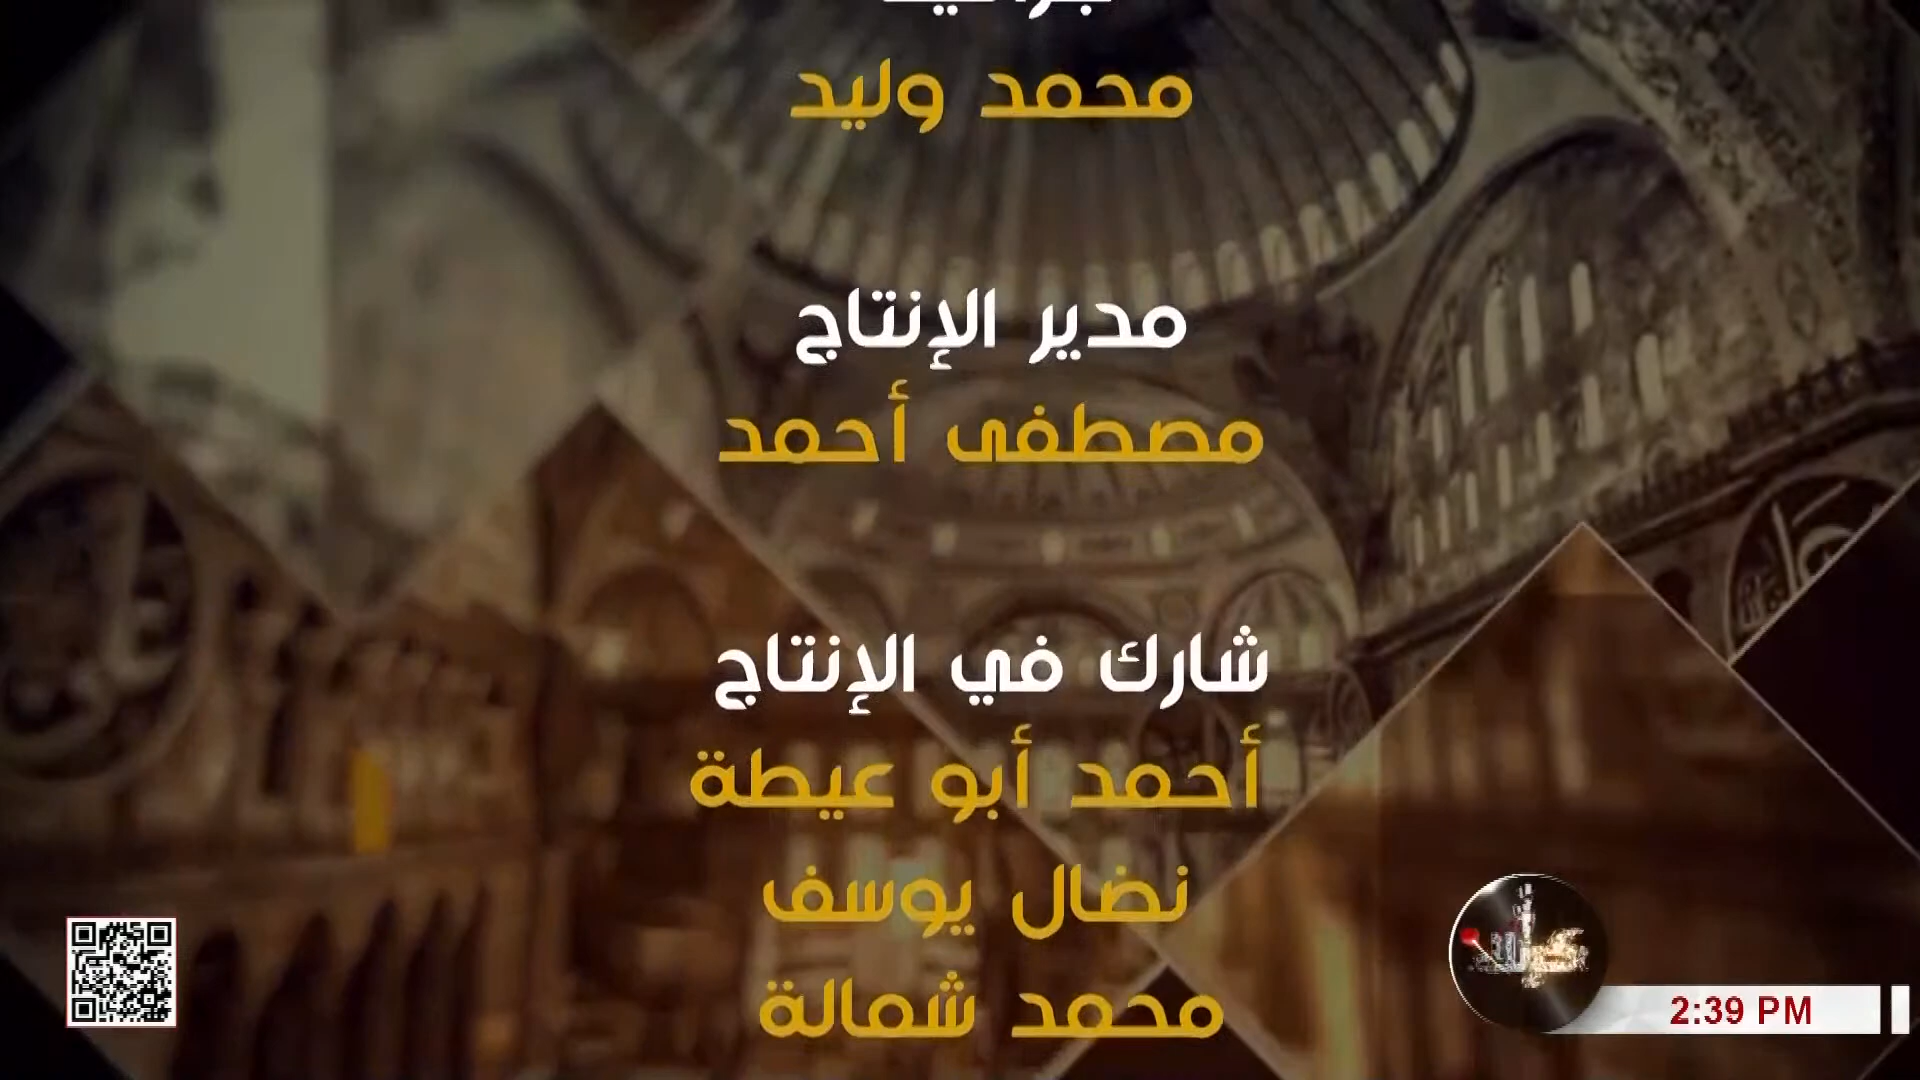 محمد وليد
مدير الإنتاج
مصطفى أحمد
شارك في الإنتاج
أحمد أبو عيطة
نضال يوسف
محمد شمالة
2:39 PM